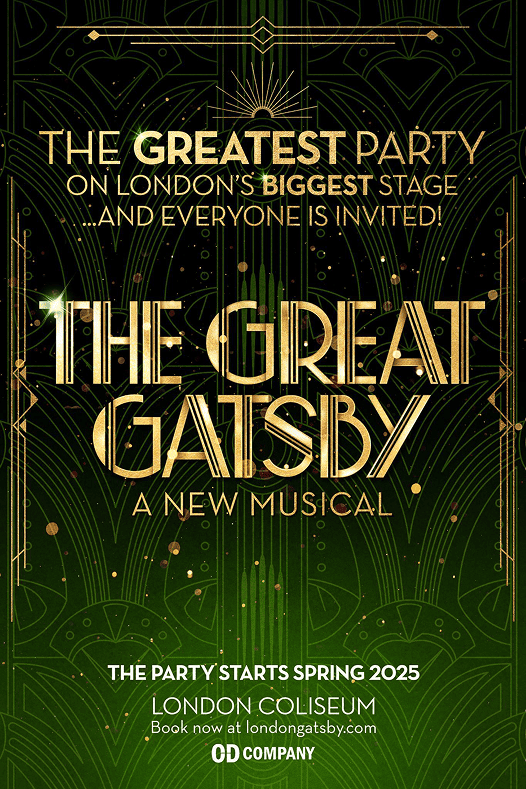 THE GREATEST PARTY
ON LONDON'S BIGGEST STAGE
...AND EVERYONE IS INVITED!
THE GREAT
GATSBY
A NEW MUSICAL
THE PARTY STARTS SPRING 2025
LONDON COLISEUM
Book now at londongatsby.com
OD COMPANY